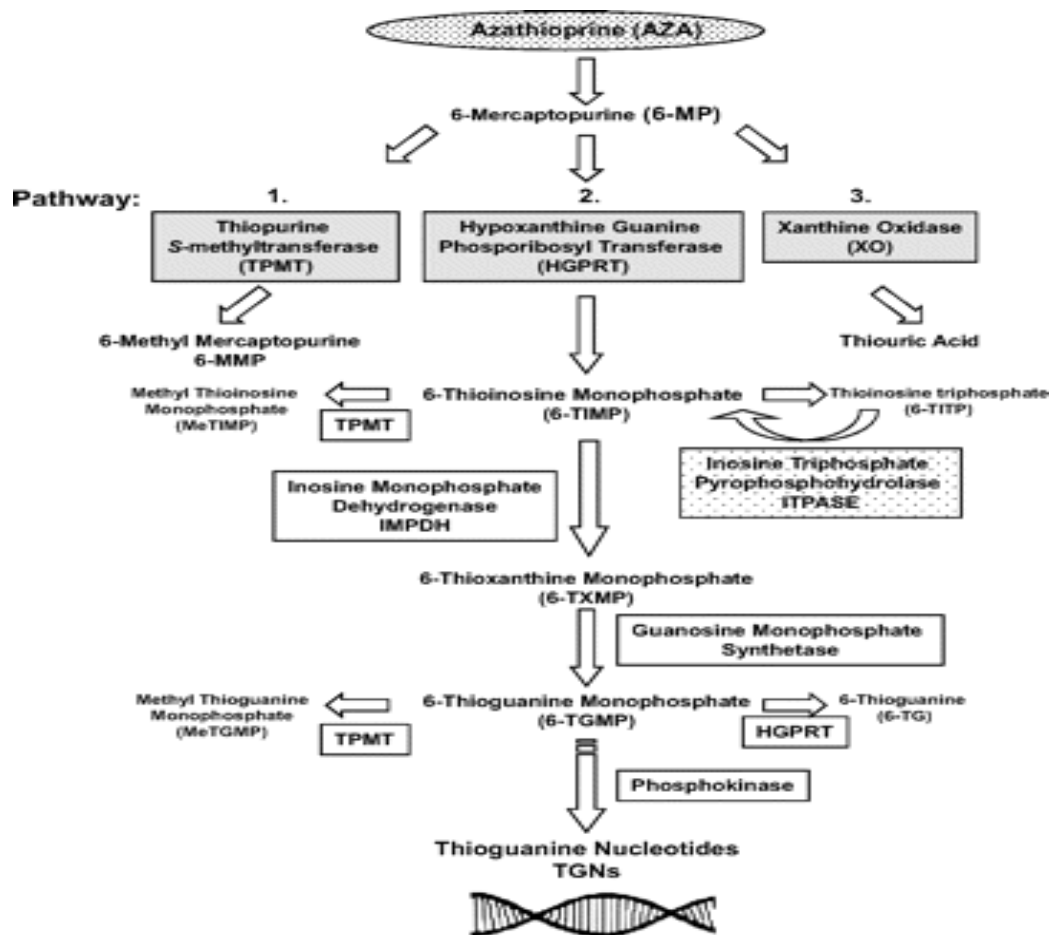 Azathioprine (AZA)
6-Mercaptopurine (6-MP)
Pathway:
1.
2.
3.
Thiopurine
S-methyltransferase
(TPMT)
Hypoxanthine Guanine
Phosporibosyl Transferase
(HGPRT)
Xanthine Oxidase
(XO)
6-Methyl Mercaptopurine
6-MMP
Thiouric Acid
Methyl Thioinosine
Monophosphate
(MeTIMP)
TPMT
6-Thioinosine Monophosphate
(6-TIMP)
Thioinosine triphosphate
(6-TITP)
Inosine Triphosphate
Pyrophosphohydrolase
ITPASE
Inosine Monophosphate
Dehydrogenase
IMPDH
6-Thioxanthine Monophosphate
(6-TXMP)
Guanosine Monophosphate
Synthetase
Methyl Thioguanine
Monophosphate
(MeTGMP)
TPMT
6-Thioguanine Monophosphate
(6-TGMP)
6-Thioguanine
(6-TG)
HGPRT
Phosphokinase
Thioguanine Nucleotides
TGNs